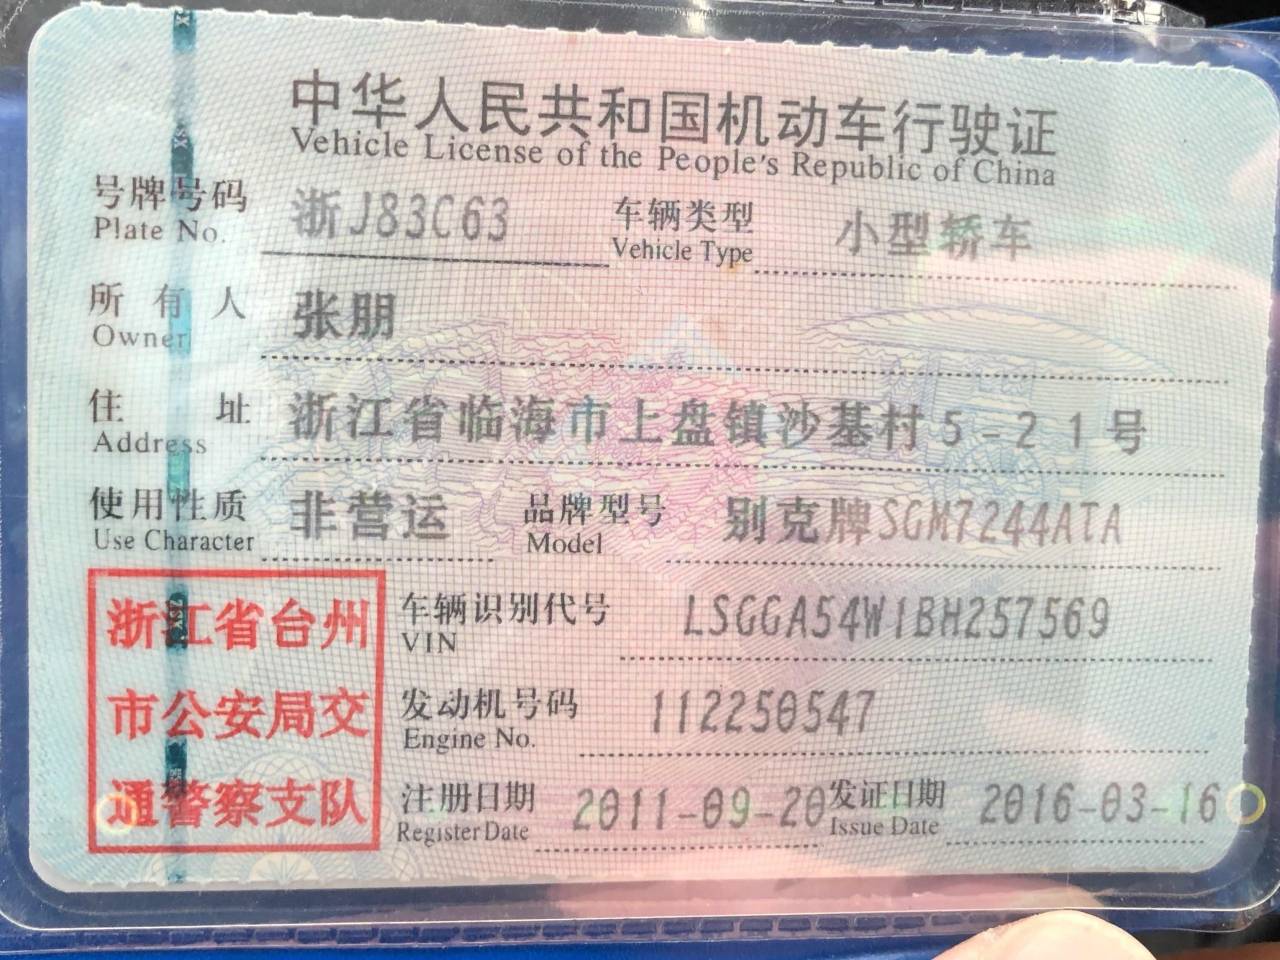 中华人民共和国机动车行驶证
Vehicle License of the People's Republic of China
号牌号码 浙J83C63 车辆类型 小型轿车
Plate No. Vehicle Type
所有人 张朋
Owner
住址 浙江省临海市上盘镇沙基村5-21号
Address
使用性质 非营运 品牌型号 别克牌SGM7244ATA
Use Character Model
浙江省台州
市公安局交
通警察支队
车辆识别代号 LSGGA54W1BH257569
VIN
发动机号码 112250547
Engine No.
注册日期 2011-09-20 发证日期 2016-03-16
Register Date Issue Date